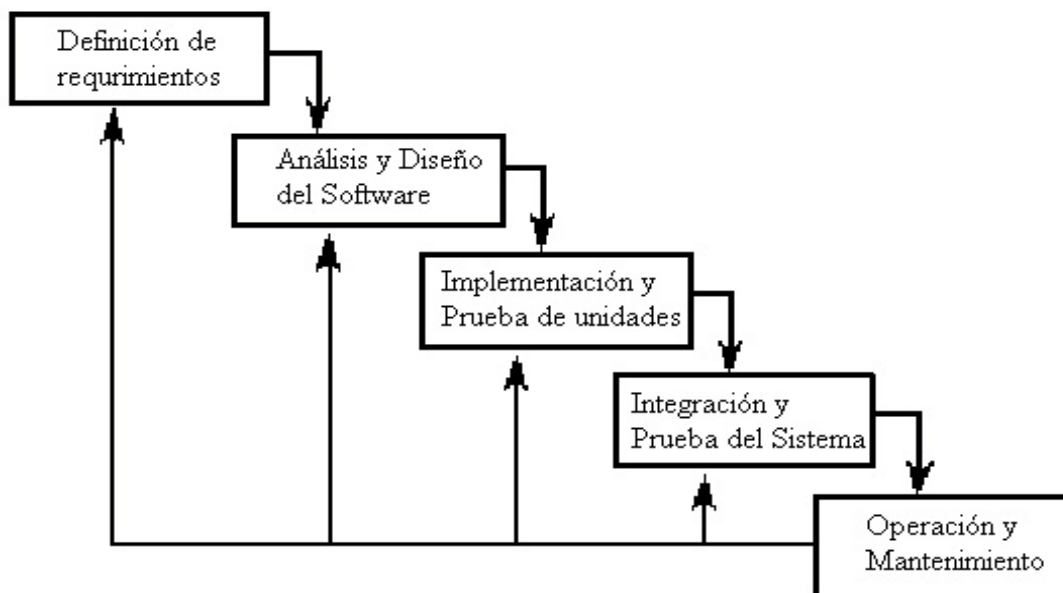 Definición de
requrimientos
Análisis y Diseño
del Software
Implementación y
Prueba de unidades
Integración y
Prueba del Sistema
Operación y
Mantenimiento